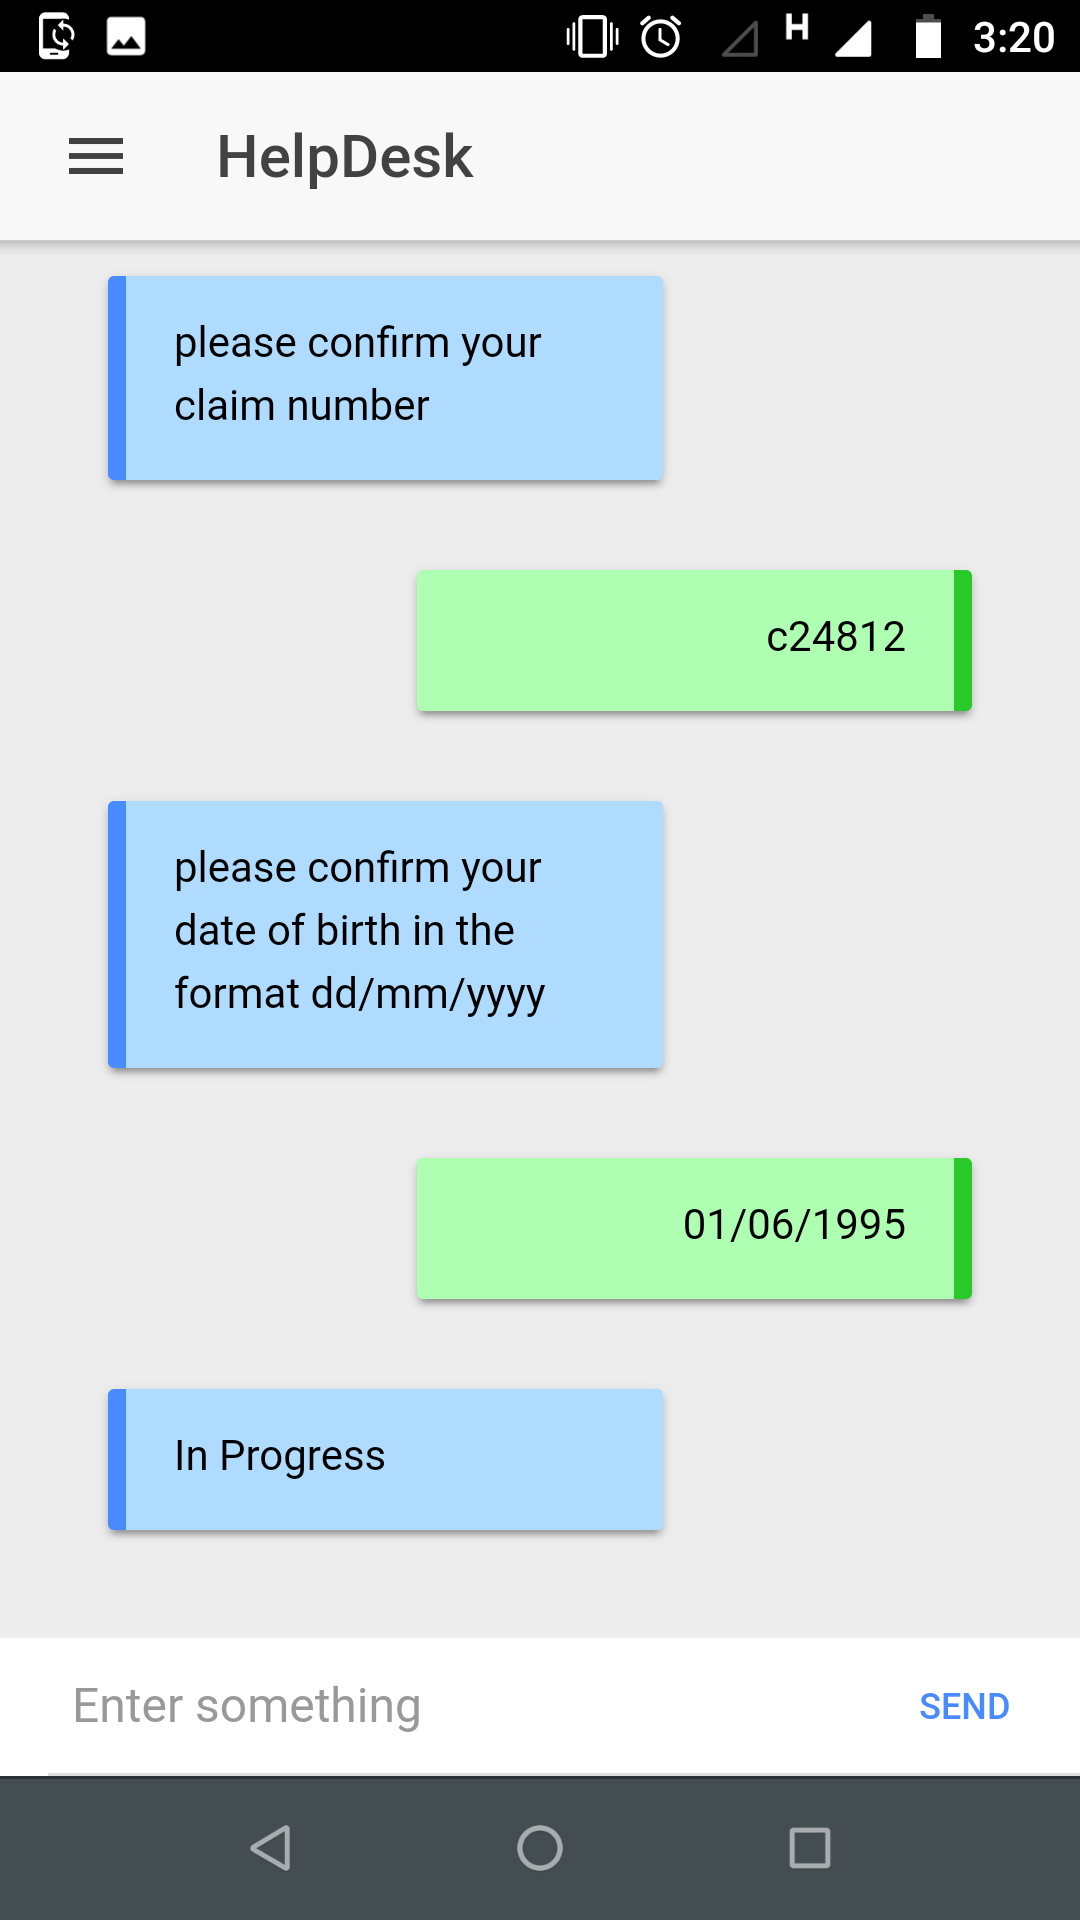 H
3:20
HelpDesk
please confirm your
claim number
c24812
please confirm your
date of birth in the
format dd/mm/yyyy
01/06/1995
In Progress
Enter something
SEND